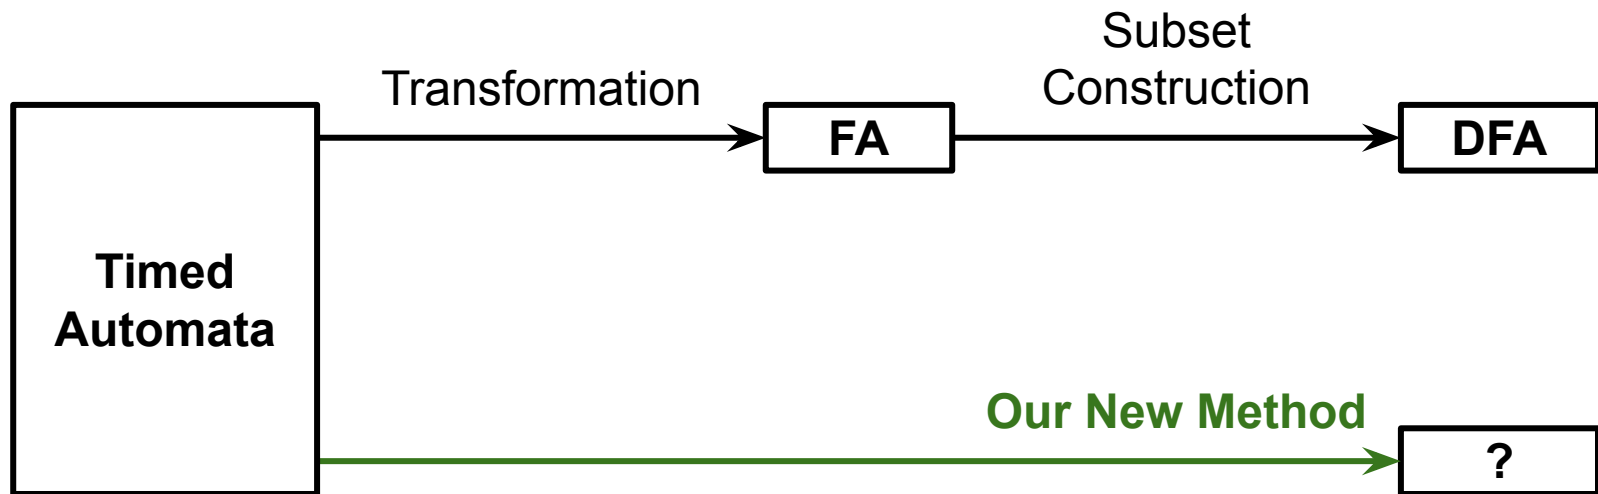 Transformation
Subset
Construction
Timed
Automata
FA
DFA
Our New Method
?